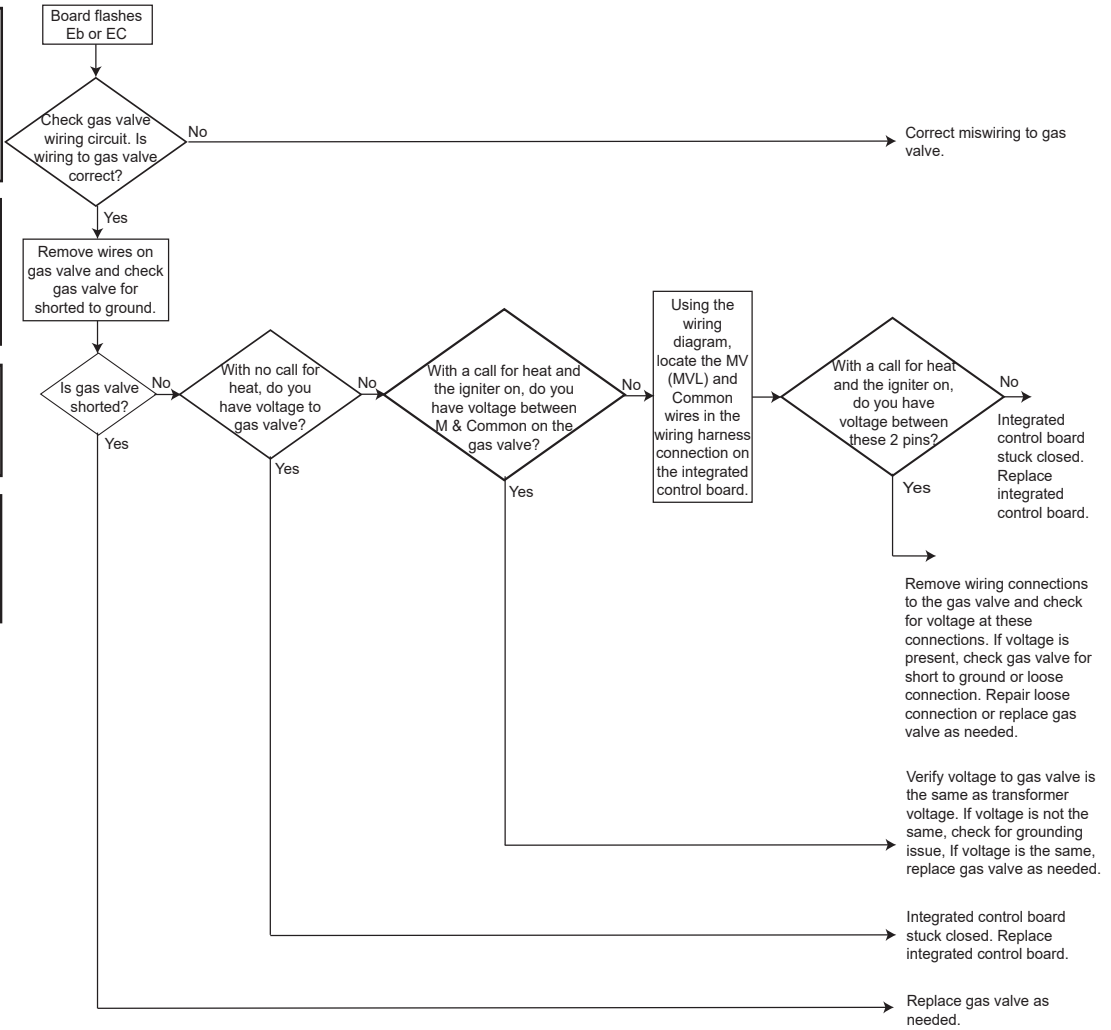 Board flashes
Eb or EC
Check gas valve
wiring circuit. Is
wiring to gas valve
correct?
No
Correct miswiring to gas
valve.
Yes
Remove wires on
gas valve and check
gas valve for
shorted to ground.
Is gas valve
shorted?
No
Yes
With no call for
heat, do you
have voltage to
gas valve?
No
Yes
With a call for heat and
the igniter on, do you
have voltage between
M & Common on the
gas valve?
No
Yes
Using the
wiring
diagram,
locate the MV
(MVL) and
Common
wires in the
wiring harness
connection on
the integrated
control board.
With a call for heat
and the igniter on,
do you have
voltage between
these 2 pins?
No
Integrated
control board
stuck closed.
Replace
integrated
control board.
Yes
Remove wiring connections
to the gas valve and check
for voltage at these
connections. If voltage is
present, check gas valve for
short to ground or loose
connection. Repair loose
connection or replace gas
valve as needed.
Verify voltage to gas valve is
the same as transformer
voltage. If voltage is not the
same, check for grounding
issue, If voltage is the same,
replace gas valve as needed.
Integrated control board
stuck closed. Replace
integrated control board.
Replace gas valve as
needed.